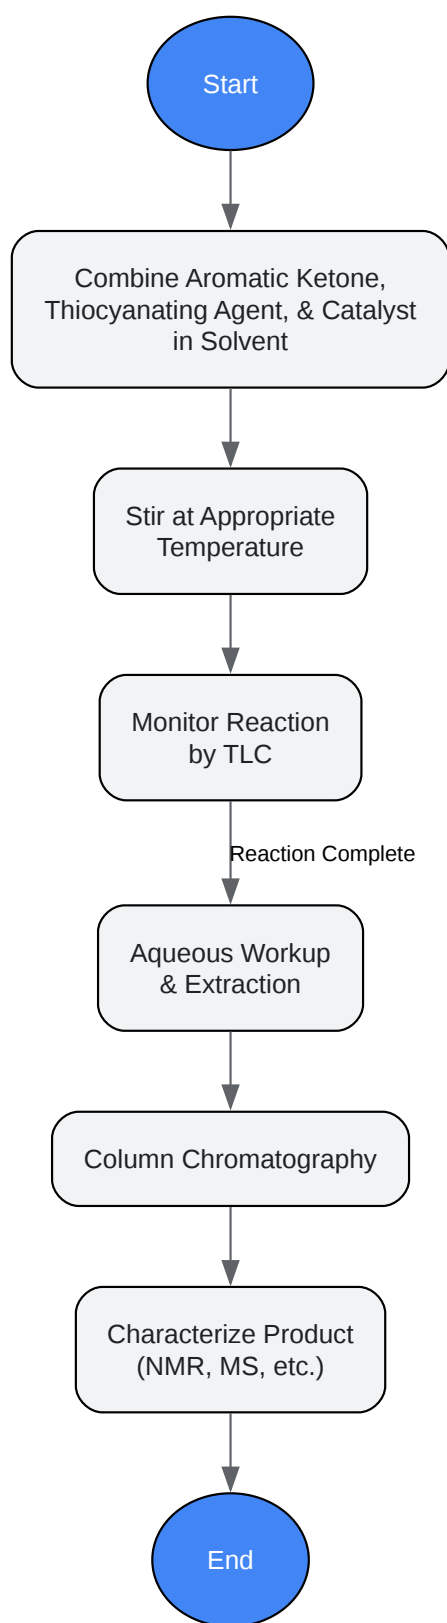 Start
Combine Aromatic Ketone,
Thiocyanating Agent, & Catalyst
in Solvent
Stir at Appropriate
Temperature
Monitor Reaction
by TLC
Reaction Complete
Aqueous Workup
& Extraction
Column Chromatography
Characterize Product
(NMR, MS, etc.)
End